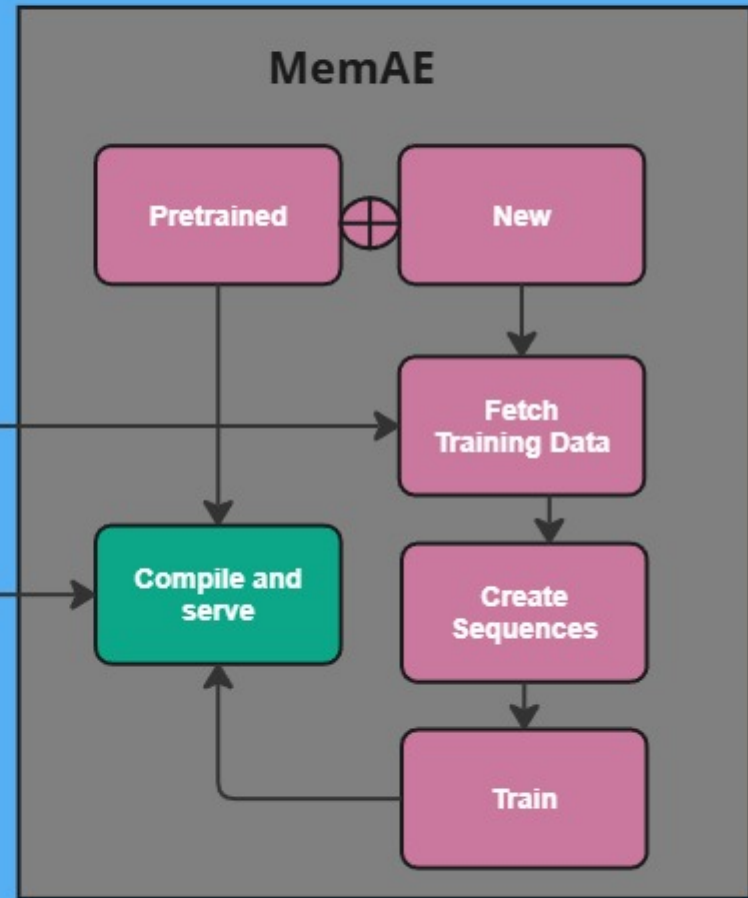 MemAE
Pretrained
New
Fetch
Training Data
Compile and
serve
Create
Sequences
Train